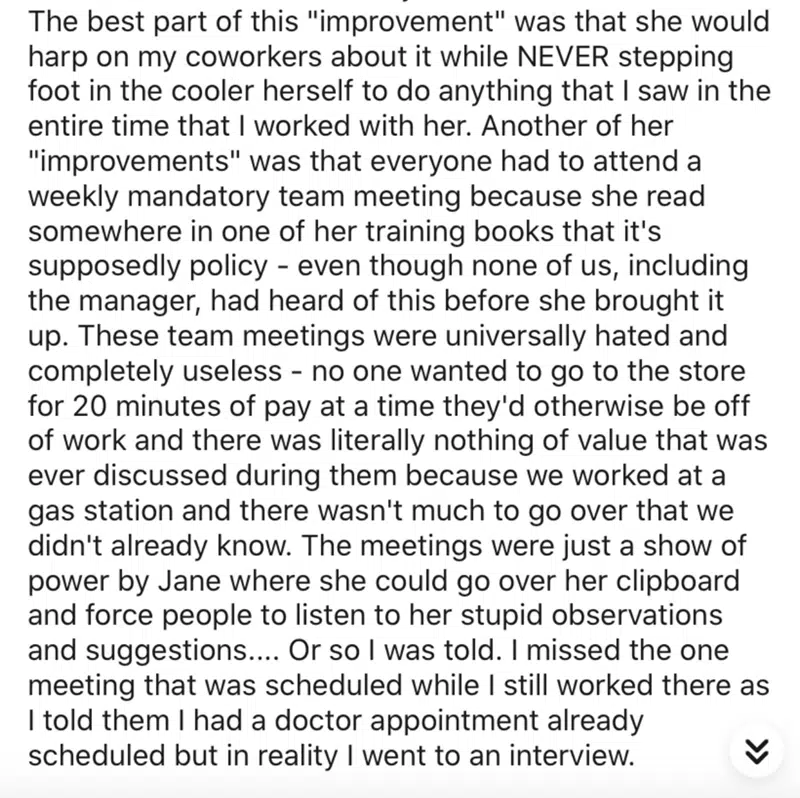 The best part of this "improvement" was that she would
harp on my coworkers about it while NEVER stepping
foot in the cooler herself to do anything that I saw in the
entire time that I worked with her. Another of her
"improvements" was that everyone had to attend a
weekly mandatory team meeting because she read
somewhere in one of her training books that it's
supposedly policy - even though none of us, including
the manager, had heard of this before she brought it
up. These team meetings were universally hated and
completely useless - no one wanted to go to the store
for 20 minutes of pay at a time they'd otherwise be off
of work and there was literally nothing of value that was
ever discussed during them because we worked at a
gas station and there wasn't much to go over that we
didn't already know. The meetings were just a show of
power by Jane where she could go over her clipboard
and force people to listen to her stupid observations
and suggestions.... Or so I was told. I missed the one
meeting that was scheduled while I still worked there as
I told them I had a doctor appointment already
scheduled but in reality I went to an interview.